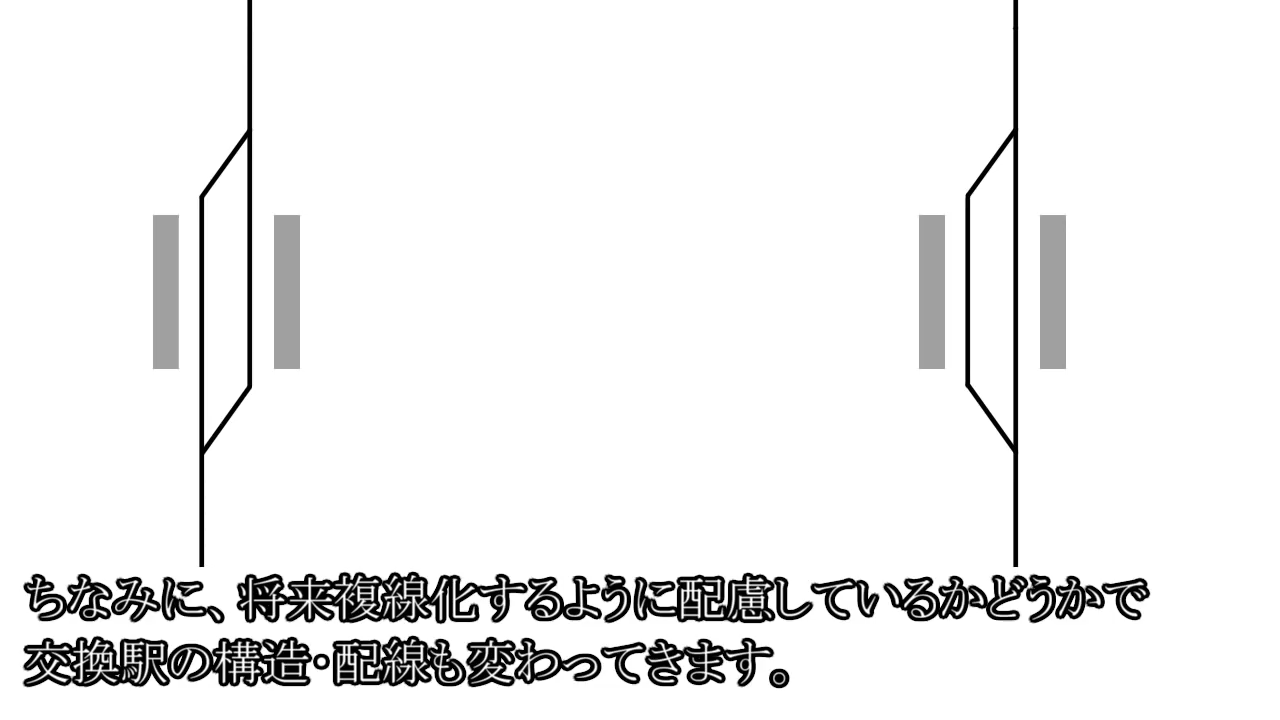 ちなみに、将来複線化するように配慮しているかどうかで
交換駅の構造・配線も変わってきます。